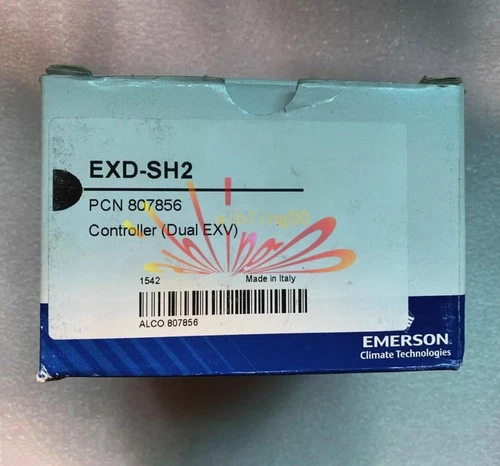 EXD-SH2
PCN 807856
Controller (Dual EXV)
1542 Made in Italy
ALCO 807856
EMERSON
Climate Technologies